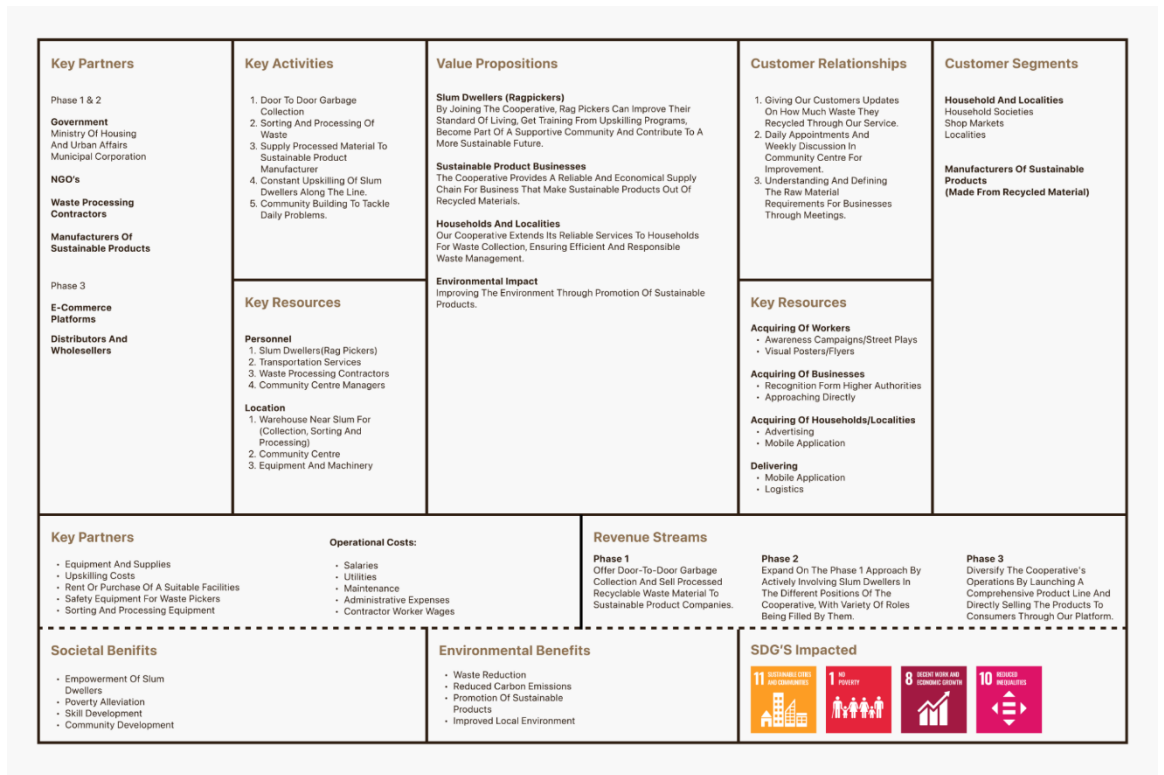 Key Partners
Phase 1 & 2
Government
Ministry Of Housing
And Urban Affairs
Municipal Corporation
NGO's
Waste Processing
Contractors
Manufacturers Of
Sustainable Products
Phase 3
E-Commerce
Platforms
Distributors And
Wholesellers
Key Activities
1. Door To Door Garbage
Collection
2. Sorting And Processing Of
Waste
3. Supply Processed Material To
Sustainable Product
Manufacturer
4. Constant Upskilling Of Slum
Dwellers Along The Line.
5. Community Building To Tackle
Daily Problems.
Key Resources
Personnel
1. Slum Dwellers(Rag Pickers)
2. Transportation Services
3. Waste Processing Contractors
4. Community Centre Managers
Location
1. Warehouse Near Slum For
(Collection, Sorting And
Processing)
2. Community Centre
3. Equipment And Machinery
Value Propositions
Slum Dwellers (Ragpickers)
By Joining The Cooperative, Rag Pickers Can Improve Their
Standard Of Living, Get Training From Upskilling Programs,
Become Part Of A Supportive Community And Contribute To A
More Sustainable Future.
Sustainable Product Businesses
The Cooperative Provides A Reliable And Economical Supply
Chain For Business That Make Sustainable Products Out Of
Recycled Materials.
Households And Localities
Our Cooperative Extends Its Reliable Services To Households
For Waste Collection, Ensuring Efficient And Responsible
Waste Management.
Environmental Impact
Improving The Environment Through Promotion Of Sustainable
Products.
Customer Relationships
1. Giving Our Customers Updates
On How Much Waste They
Recycled Through Our Service.
2. Daily Appointments And
Weekly Discussion In
Community Centre For
Improvement.
3. Understanding And Defining
The Raw Material
Requirements For Businesses
Through Meetings.
Key Resources
Acquiring Of Workers
• Awareness Campaigns/Street Plays
• Visual Posters/Flyers
Acquiring Of Businesses
• Recognition Form Higher Authorities
• Approaching Directly
Acquiring Of Households/Localities
• Advertising
• Mobile Application
Delivering
• Mobile Application
• Logistics
Customer Segments
Household And Localities
Household Societies
Shop Markets
Localities
Manufacturers Of Sustainable
Products
(Made From Recycled Material)
Key Partners
• Equipment And Supplies
• Upskilling Costs
• Rent Or Purchase Of A Suitable Facilities
• Safety Equipment For Waste Pickers
• Sorting And Processing Equipment
Operational Costs:
• Salaries
• Utilities
• Maintenance
• Administrative Expenses
• Contractor Worker Wages
Revenue Streams
Phase 1
Offer Door-To-Door Garbage
Collection And Sell Processed
Recyclable Waste Material To
Sustainable Product Companies.
Phase 2
Expand On The Phase 1 Approach By
Actively Involving Slum Dwellers In
The Different Positions Of The
Cooperative, With Variety Of Roles
Being Filled By Them.
Phase 3
Diversify The Cooperative's
Operations By Launching A
Comprehensive Product Line And
Directly Selling The Products To
Consumers Through Our Platform.
Societal Benifits
• Empowerment Of Slum
Dwellers
• Poverty Alleviation
• Skill Development
• Community Development
Environmental Benefits
• Waste Reduction
• Reduced Carbon Emissions
• Promotion Of Sustainable
Products
• Improved Local Environment
SDG'S Impacted
11 SUSTAINABLE CITIES
AND COMMUNITIES
1 NO
POVERTY
8 DECENT WORK AND
ECONOMIC GROWTH
10 REDUCED
INEQUALITIES